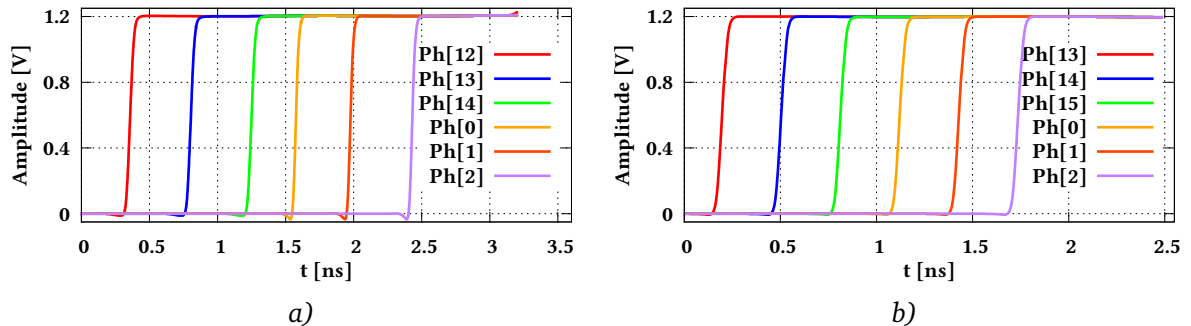 Amplitude [V]
1.2
0.8
0.4
0
Ph[12]
Ph[13]
Ph[14]
Ph[0]
Ph[1]
Ph[2]
0 0.5 1 1.5 2 2.5 3 3.5
t [ns]
a)
Amplitude [V]
1.2
0.8
0.4
0
Ph[13]
Ph[14]
Ph[15]
Ph[0]
Ph[1]
Ph[2]
0 0.5 1 1.5 2 2.5
t [ns]
b)